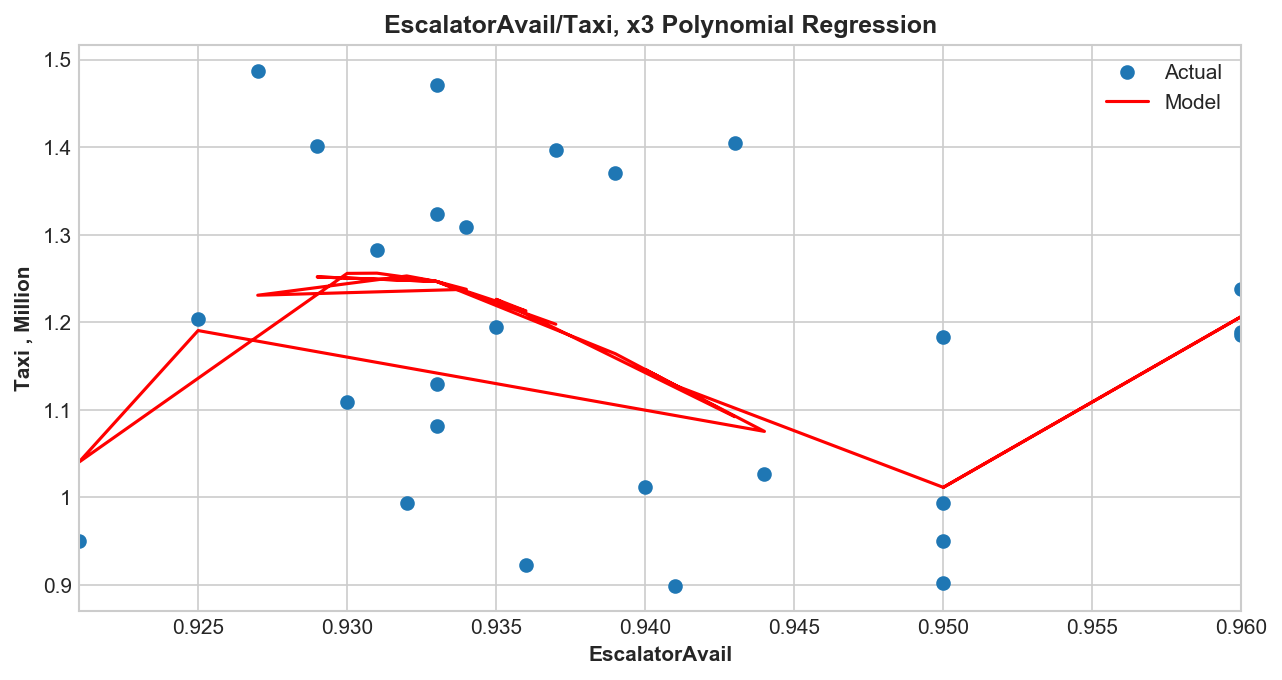 EscalatorAvail/Taxi, x3 Polynomial Regression
Actual
Model
Taxi , Million
1.5
1.4
1.3
1.2
1.1
1
0.9
0.925 0.930 0.935 0.940 0.945 0.950 0.955 0.960
EscalatorAvail